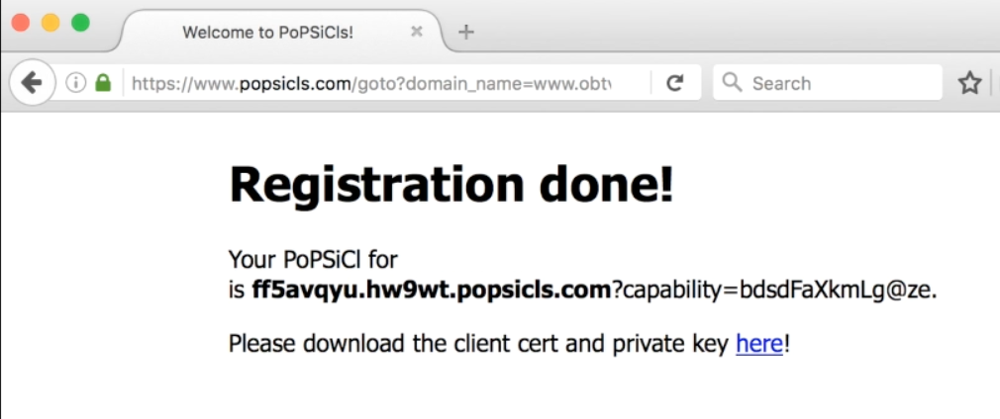 Welcome to PoPSiCls!
https://www.popsicls.com/goto?domain_name=www.obt
Search
Registration done!
Your PoPSiCl for
is ff5avqyu.hw9wt.popsicls.com?capability=bdsdFaXkmLg@ze.
Please download the client cert and private key here!